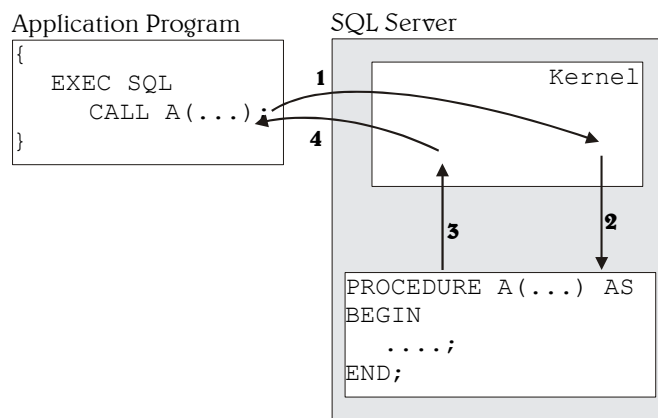 Application Program
{
EXEC SQL
CALL A(...);
}
SQL Server
Kernel
1
4
3
2
PROCEDURE A(...) AS
BEGIN
....;
END;